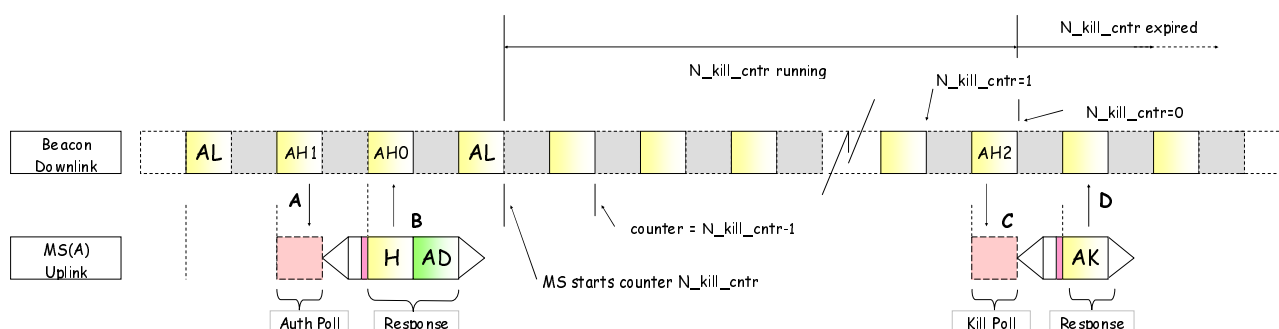 N_kill_cntr expired
N_kill_cntr running
N_kill_cntr=1
N_kill_cntr=0
Beacon
Downlink
AL
AH1
AH0
AL
AH2
A
B
C
D
MS(A)
Uplink
H
AD
counter = N_kill_cntr-1
MS starts counter N_kill_cntr
AK
Auth Poll
Response
Kill Poll
Response